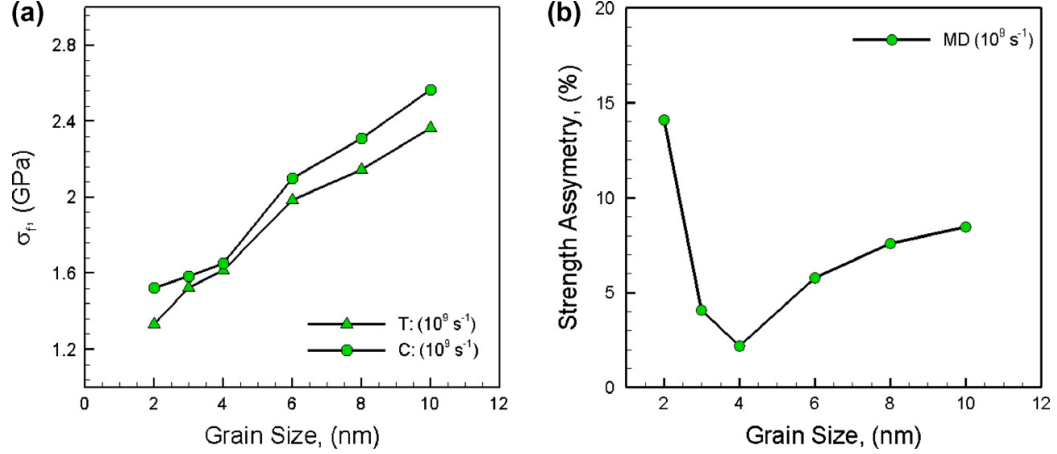 (a)
2.8
2.4
2
1.6
1.2
σf, (GPa)
0 2 4 6 8 10 12
Grain Size, (nm)
T: (10⁹ s⁻¹)
C: (10⁹ s⁻¹)
(b)
20
15
10
5
0
Strength Assymetry, (%)
2 4 6 8 10 12
Grain Size, (nm)
MD (10⁹ s⁻¹)